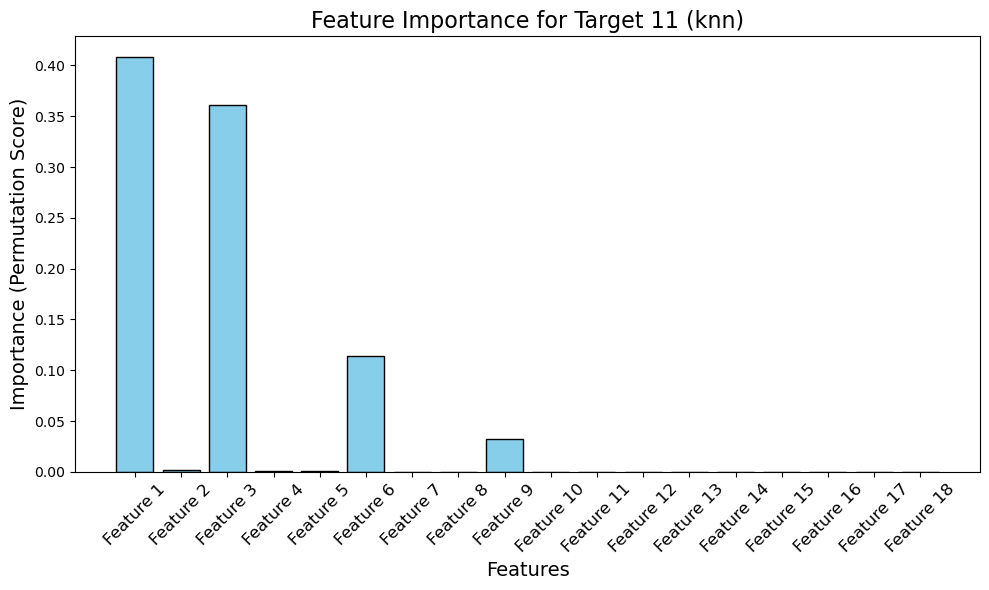 Feature Importance for Target 11 (knn)
Importance (Permutation Score)
0.40
0.35
0.30
0.25
0.20
0.15
0.10
0.05
0.00
Feature 1
Feature 2
Feature 3
Feature 4
Feature 5
Feature 6
Feature 7
Feature 8
Feature 9
Feature 10
Feature 11
Feature 12
Feature 13
Feature 14
Feature 15
Feature 16
Feature 17
Feature 18
Features